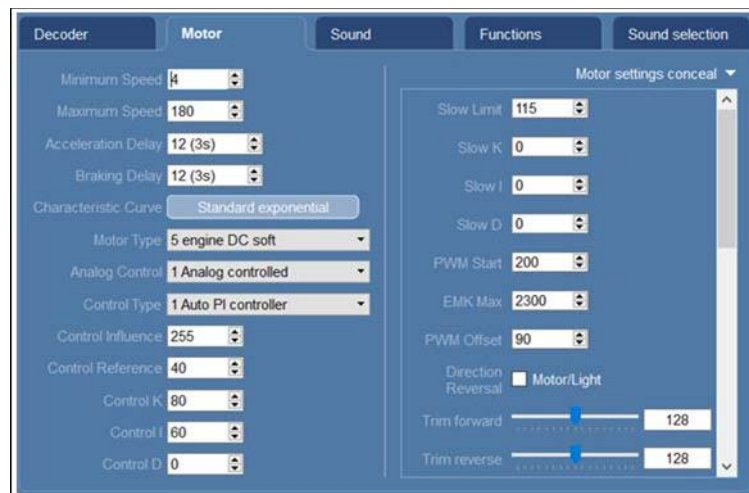 Decoder Motor Sound Functions Sound selection
Minimum Speed 4
Maximum Speed 180
Acceleration Delay 12 (3s)
Braking Delay 12 (3s)
Characteristic Curve Standard exponential
Motor Type 5 engine DC soft
Analog Control 1 Analog controlled
Control Type 1 Auto PI controller
Control Influence 255
Control Reference 40
Control K 80
Control I 60
Control D 0
Motor settings conceal
Slow Limit 115
Slow K 0
Slow I 0
Slow D 0
PWM Start 200
EMK Max 2300
PWM Offset 90
Direction
Reversal Motor/Light
Trim forward 128
Trim reverse 128